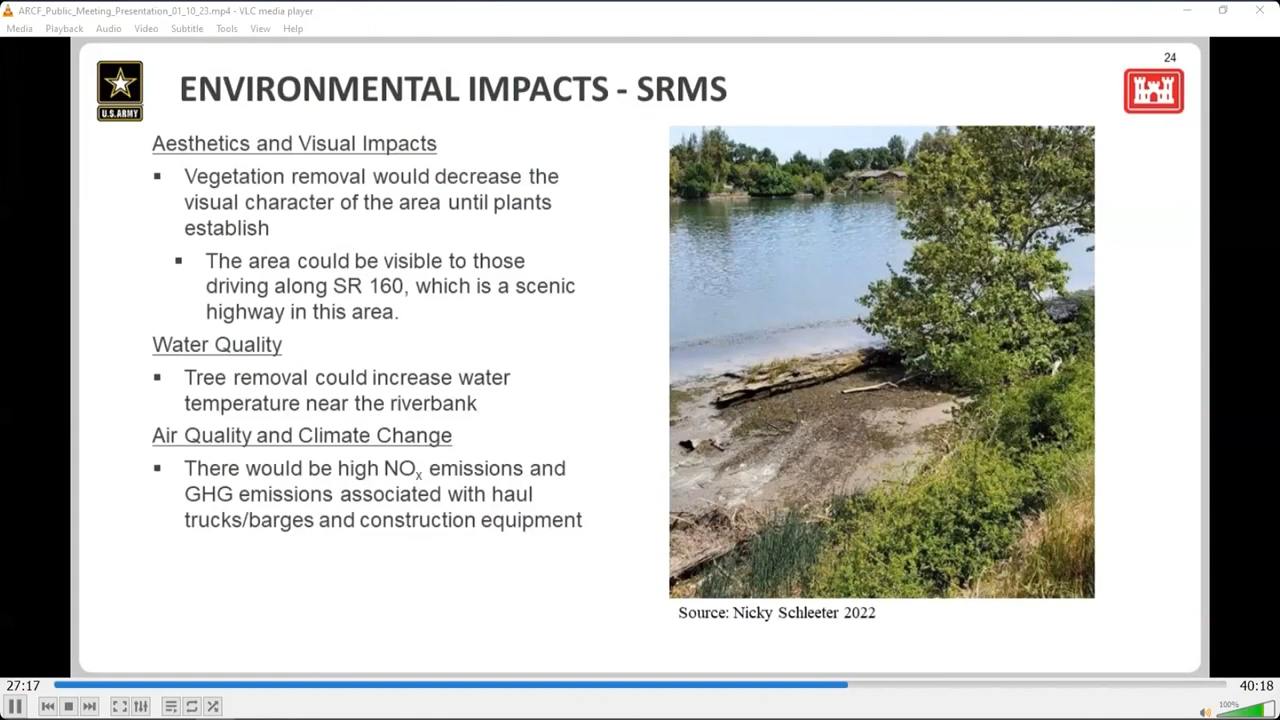 ARCF_Public_Meeting_Presentation_01_10_23.mp4 - VLC media player
Media Playback Audio Video Subtitle Tools View Help
24
U.S.ARMY
ENVIRONMENTAL IMPACTS - SRMS
Aesthetics and Visual Impacts
▪ Vegetation removal would decrease the
visual character of the area until plants
establish
▪ The area could be visible to those
driving along SR 160, which is a scenic
highway in this area.
Water Quality
▪ Tree removal could increase water
temperature near the riverbank
Air Quality and Climate Change
▪ There would be high NOx emissions and
GHG emissions associated with haul
trucks/barges and construction equipment
Source: Nicky Schleeter 2022
27:17
40:18
100%